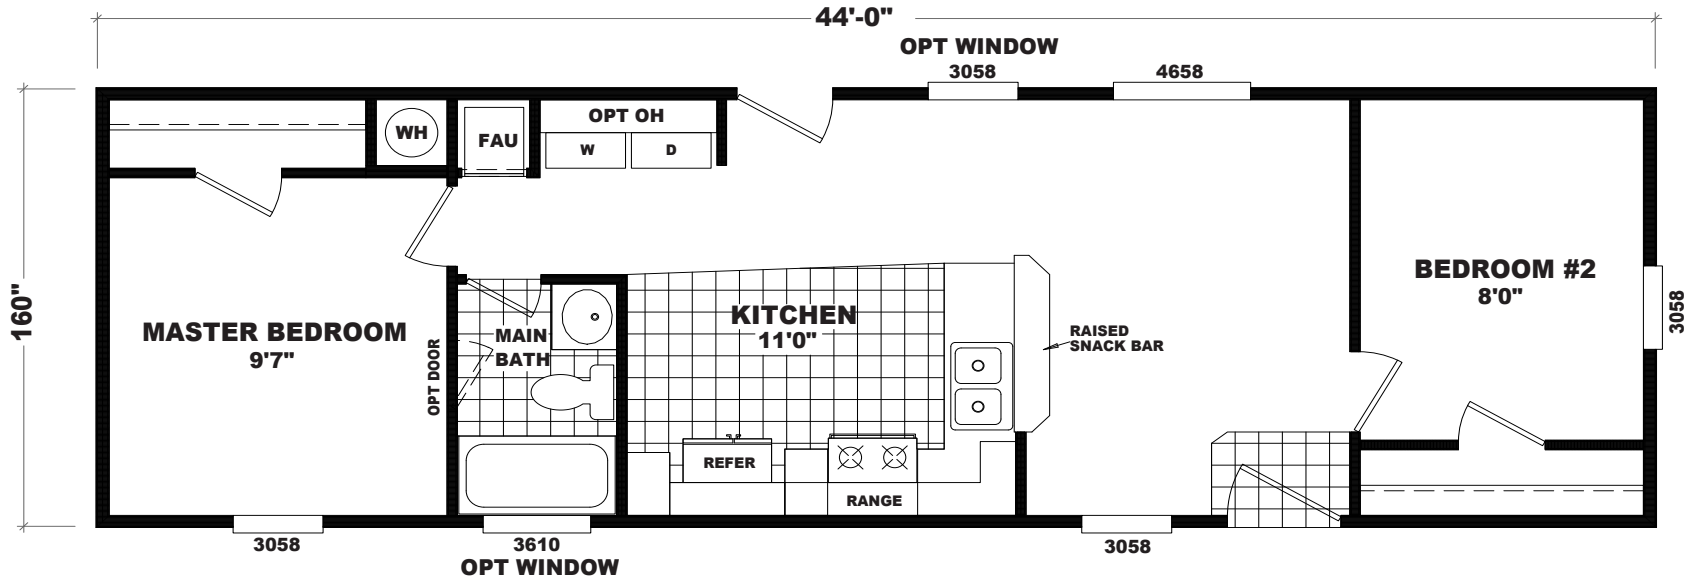 44'-0"
OPT WINDOW
3058
4658
WH
FAU
OPT OH
W
D
160"
MASTER BEDROOM
9'7"
OPT DOOR
MAIN
BATH
KITCHEN
11'0"
RAISED
SNACK BAR
BEDROOM #2
8'0"
3058
REFER
RANGE
3058
3610
OPT WINDOW
3058